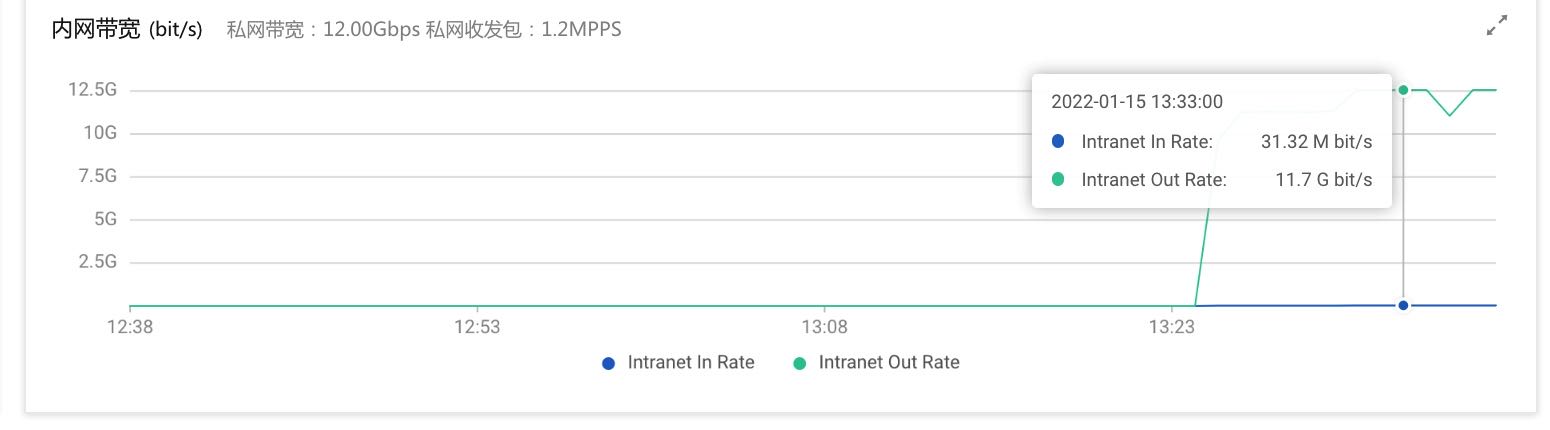 内网带宽 (bit/s) 私网带宽：12.00Gbps 私网收发包：1.2MPPS
12.5G
10G
7.5G
5G
2.5G
2022-01-15 13:33:00
Intranet In Rate: 31.32 M bit/s
Intranet Out Rate: 11.7 G bit/s
12:38 12:53 13:08 13:23
Intranet In Rate Intranet Out Rate